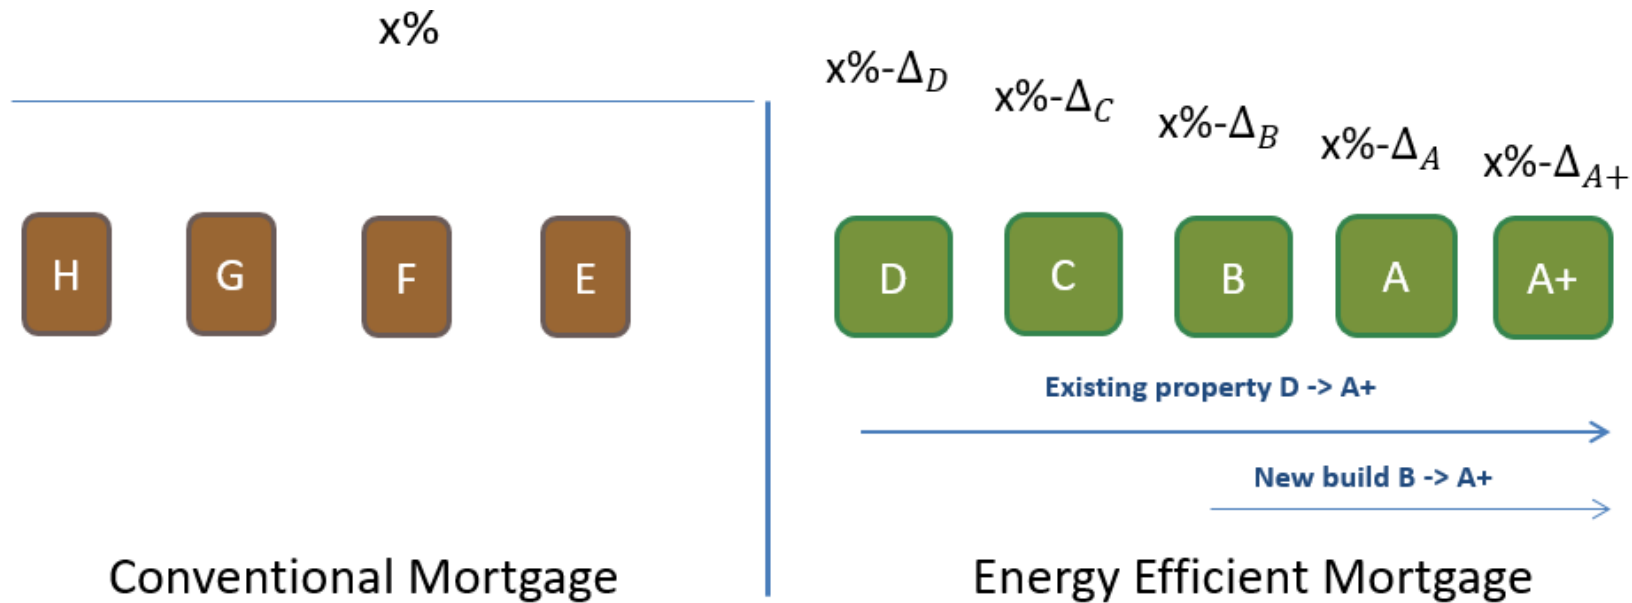 x%
x%-Δ_D
x%-Δ_C
x%-Δ_B
x%-Δ_A
x%-Δ_A+
H
G
F
E
D
C
B
A
A+
Existing property D -> A+
New build B -> A+
Conventional Mortgage
Energy Efficient Mortgage